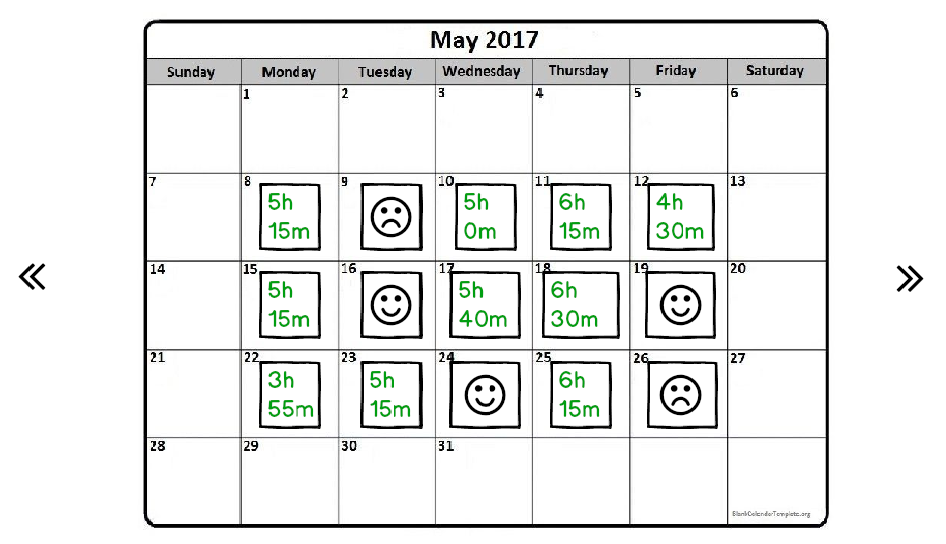 May 2017
Sunday Monday Tuesday Wednesday Thursday Friday Saturday
1 2 3 4 5 6
7 8 9 10 11 12 13
5h 5h 6h 4h
15m 0m 15m 30m
14 15 16 17 18 19 20
5h 5h 6h
15m 40m 30m
21 22 23 24 25 26 27
3h 5h 6h
55m 15m 15m
28 29 30 31
BlankCalendarTemplate.org